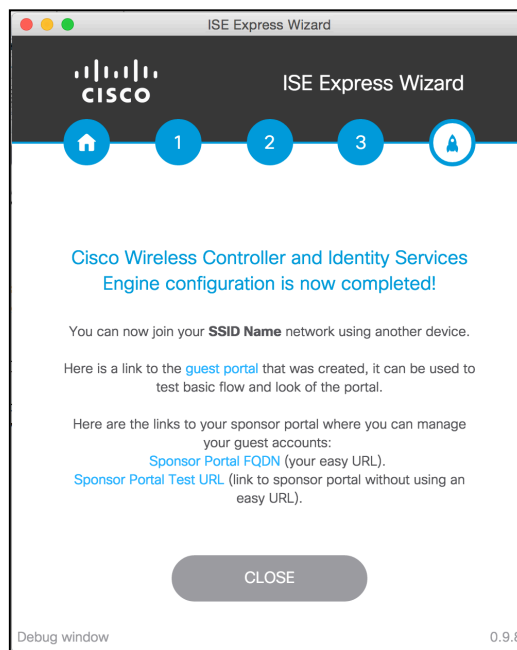 ISE Express Wizard
CISCO
ISE Express Wizard
1
2
3
Cisco Wireless Controller and Identity Services
Engine configuration is now completed!
You can now join your SSID Name network using another device.
Here is a link to the guest portal that was created, it can be used to
test basic flow and look of the portal.
Here are the links to your sponsor portal where you can manage
your guest accounts:
Sponsor Portal FQDN (your easy URL).
Sponsor Portal Test URL (link to sponsor portal without using an
easy URL).
CLOSE
Debug window
0.9.8